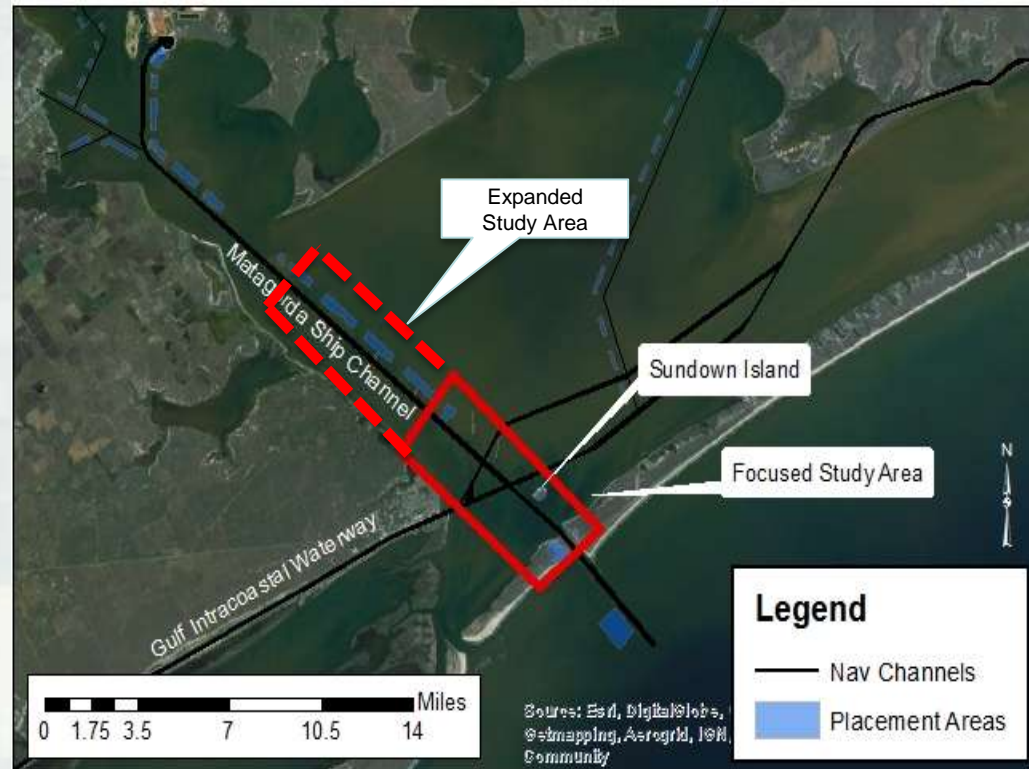 Expanded
Study Area
Matagorda Ship Channel
Sundown Island
Focused Study Area
N
Gulf Intracoastal Waterway
Legend
Nav Channels
Placement Areas
Miles
0 1.75 3.5 7 10.5 14
Source: Esri, DigitalGlobe,
Getmapping, Aerogrid, IGN,
Community